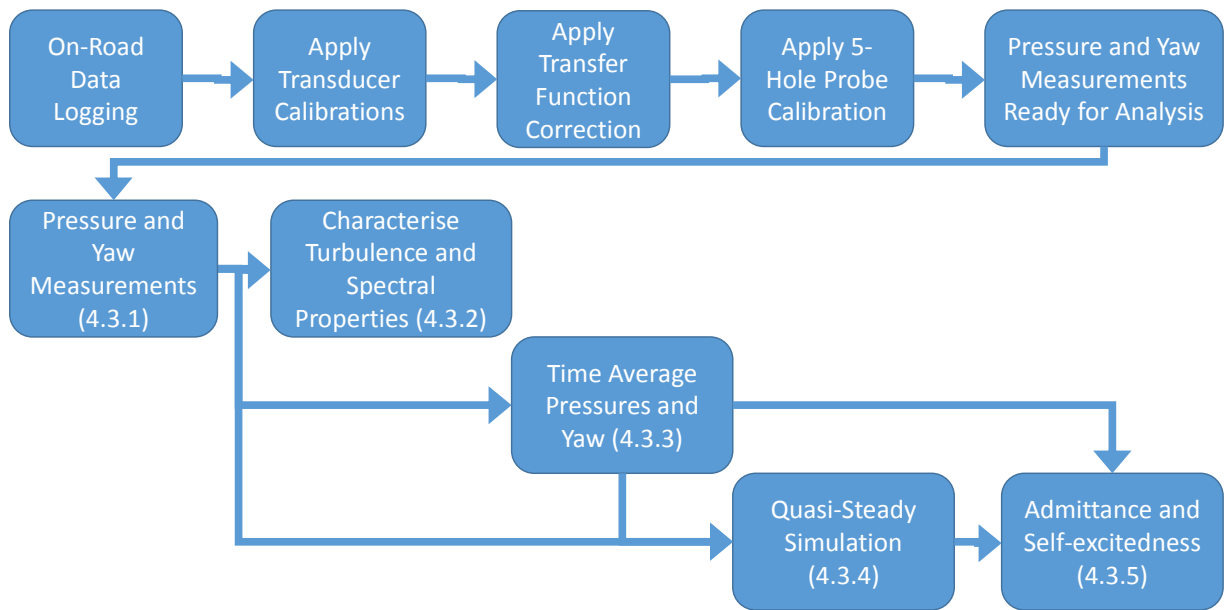 On-Road
Data
Logging
Apply
Transducer
Calibrations
Apply
Transfer
Function
Correction
Apply 5-
Hole Probe
Calibration
Pressure and Yaw
Measurements
Ready for Analysis
Pressure and
Yaw
Measurements
(4.3.1)
Characterise
Turbulence and
Spectral
Properties (4.3.2)
Time Average
Pressures and
Yaw (4.3.3)
Quasi-Steady
Simulation
(4.3.4)
Admittance and
Self-excitedness
(4.3.5)